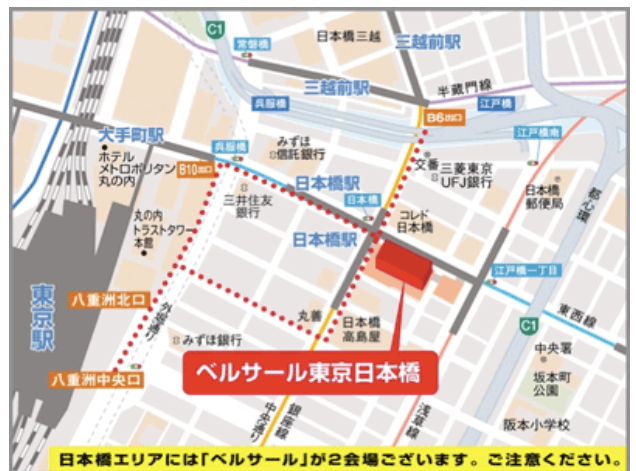 C1
常盤橋
日本橋三越
三越前駅
三越前駅
半蔵門線
呉服橋
B6出口
江戸橋
大手町駅
呉服橋
みずほ
信託銀行
江戸橋南
ホテル
メトロポリタン
丸の内
B10出口
交番
三菱東京
UFJ銀行
日本橋駅
三井住友
銀行
日本橋
コレド
日本橋
日本橋
郵便局
都心環
丸の内
トラストタワー
本館
日本橋駅
江戸橋一丁目
東京駅
八重洲北口
外堀通り
東西線
丸善
日本橋
高島屋
C1
みずほ銀行
中央署
八重洲中央口
ベルサール東京日本橋
坂本町
公園
銀座線
中央通り
浅草線
阪本小学校
日本橋エリアには「ベルサール」が2会場ございます。ご注意ください。